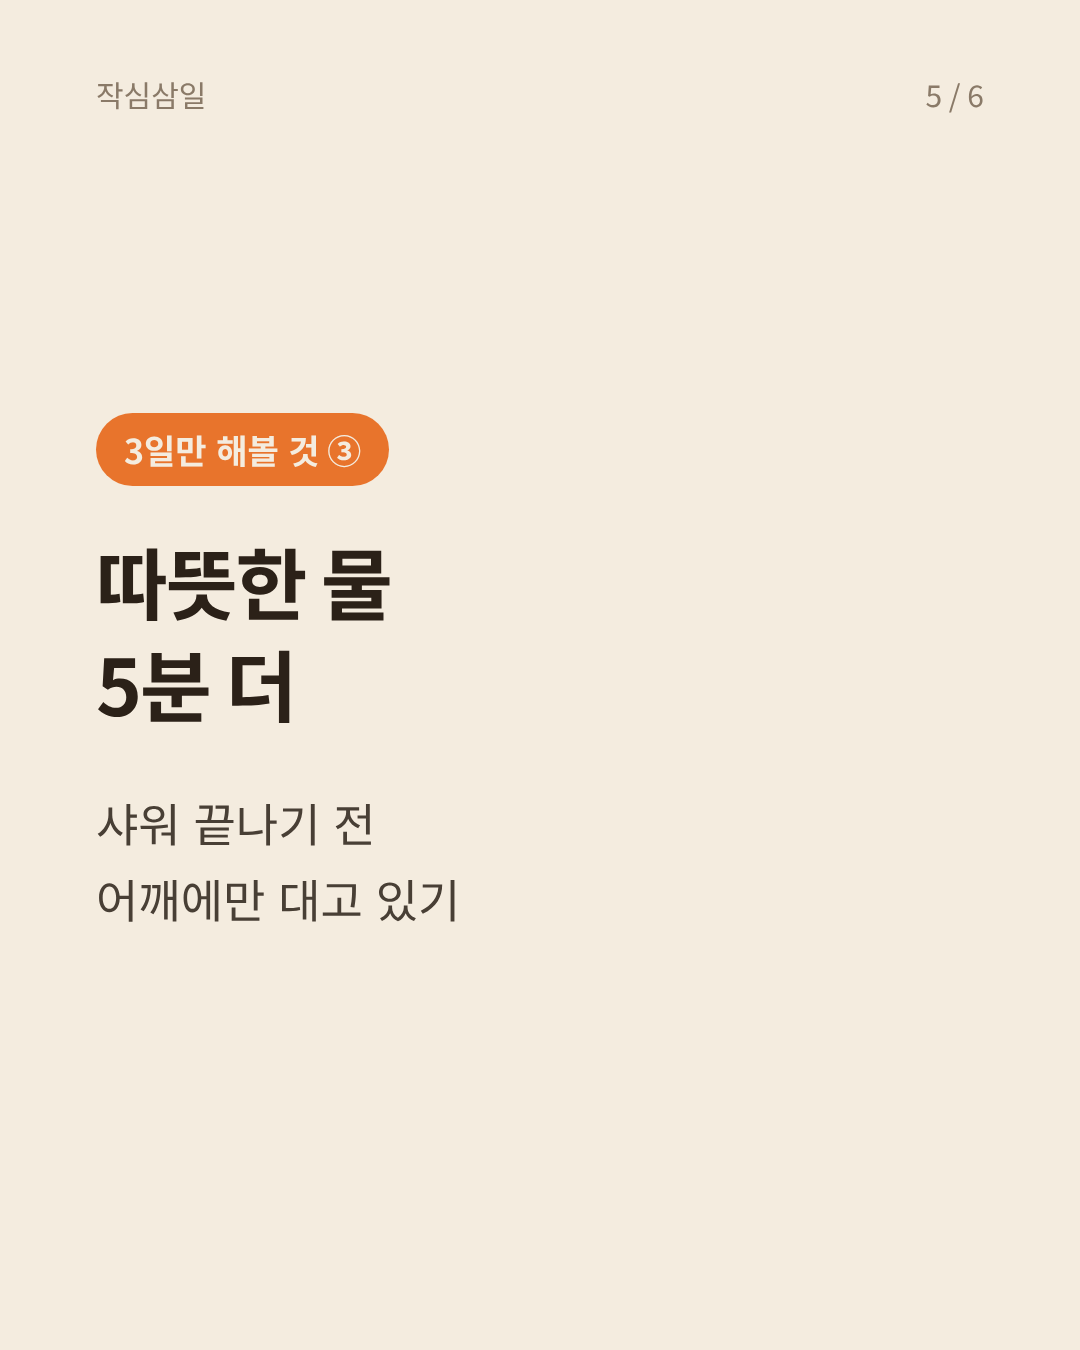 작심삼일
5 / 6
3일만 해볼 것 ③
따뜻한 물
5분 더
샤워 끝나기 전
어깨에만 대고 있기